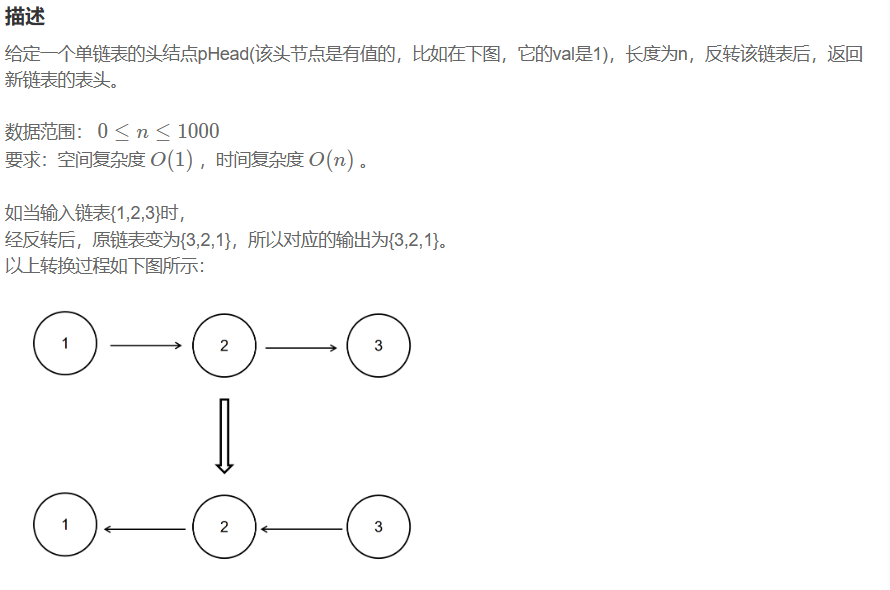 描述
给定一个单链表的头结点pHead(该头节点是有值的，比如在下图，它的val是1)，长度为n，反转该链表后，返回
新链表的表头。
数据范围： 0 ≤ n ≤ 1000
要求：空间复杂度 O(1) ，时间复杂度 O(n) 。
如当输入链表{1,2,3}时，
经反转后，原链表变为{3,2,1}，所以对应的输出为{3,2,1}。
以上转换过程如下图所示：
1 2 3
1 2 3